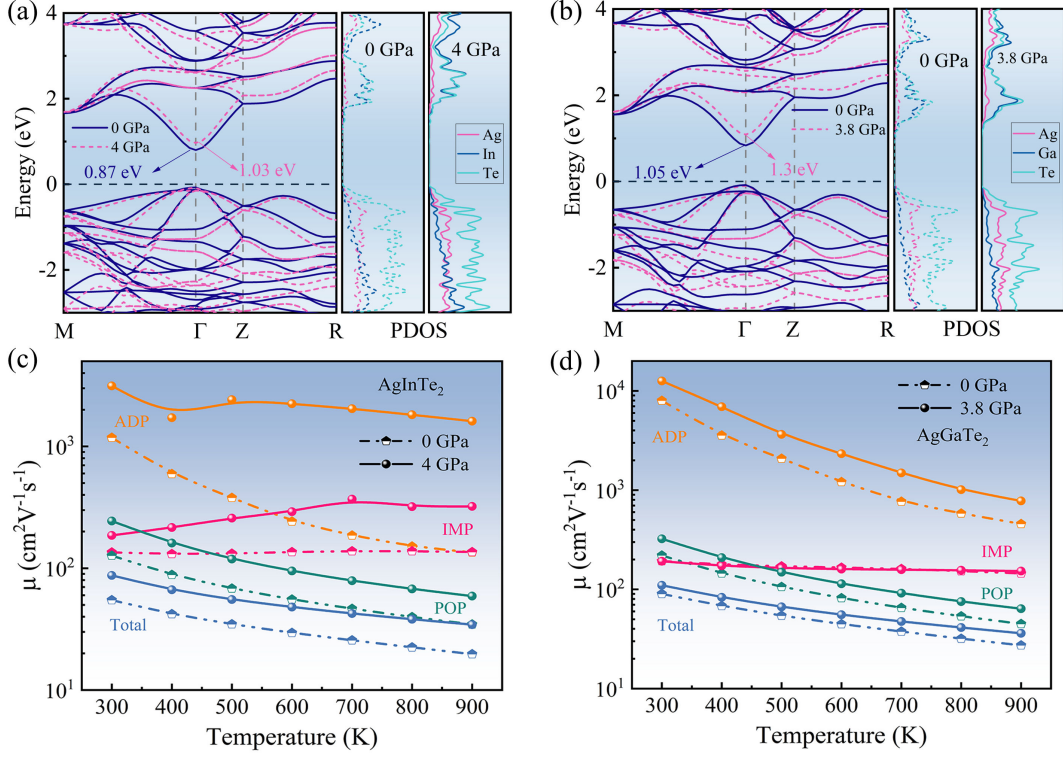 (a)
4
2
0
-2
Energy (eV)
0 GPa
4 GPa
0.87 eV
1.03 eV
M
Γ
Z
R
0 GPa
4 GPa
Ag
In
Te
PDOS
(b)
4
2
0
-2
Energy (eV)
0 GPa
3.8 GPa
1.05 eV
1.3 eV
M
Γ
Z
R
0 GPa
3.8 GPa
Ag
Ga
Te
PDOS
(c)
AgInTe₂
ADP
0 GPa
4 GPa
IMP
POP
Total
10³
10²
10¹
μ (cm²V⁻¹s⁻¹)
300 400 500 600 700 800 900
Temperature (K)
(d) )
0 GPa
3.8 GPa
AgGaTe₂
ADP
IMP
POP
Total
10⁴
10³
10²
10¹
μ (cm²V⁻¹s⁻¹)
300 400 500 600 700 800 900
Temperature (K)